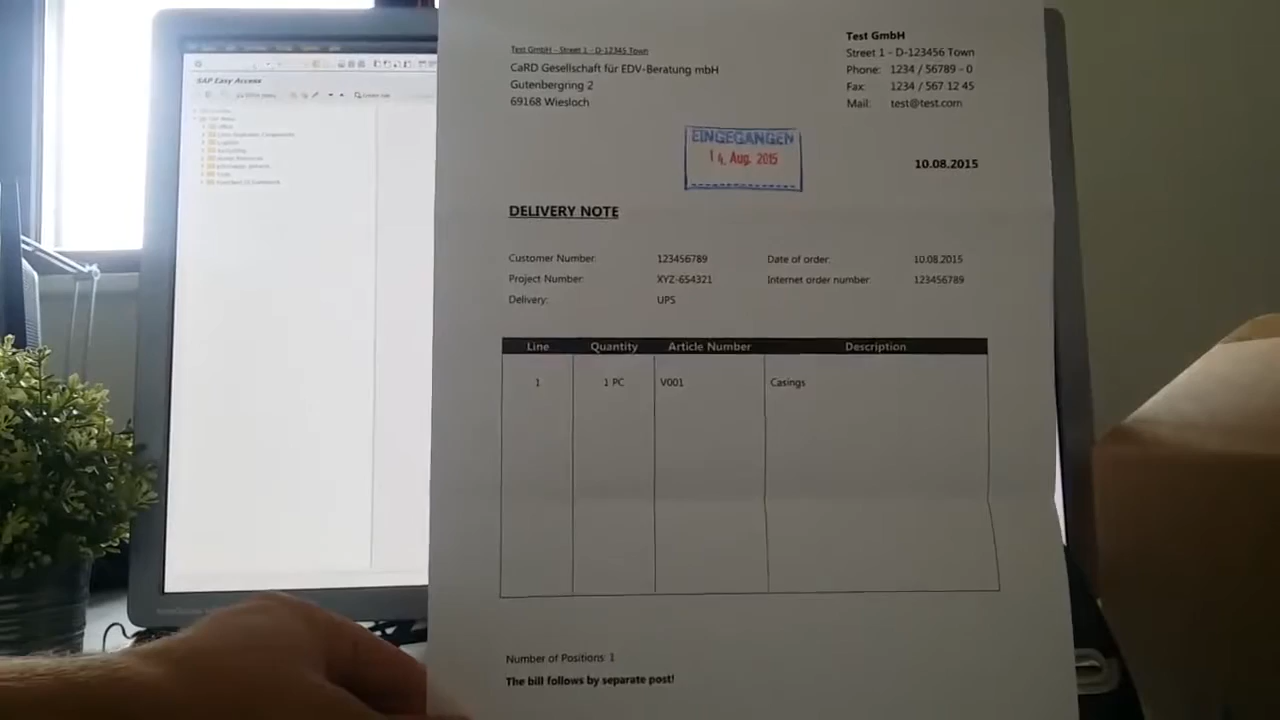 SAP Easy Access
Test GmbH - Street 1 - D-12345 Town
CaRD Gesellschaft für EDV-Beratung mbH
Gutenbergring 2
69168 Wiesloch
Test GmbH
Street 1 - D-123456 Town
Phone: 1234 / 56789 - 0
Fax: 1234 / 567 12 45
Mail: test@test.com
EINGEGANGEN
14. Aug. 2015
10.08.2015
DELIVERY NOTE
Customer Number: 123456789 Date of order: 10.08.2015
Project Number: XYZ-654321 Internet order number 123456789
Delivery: UPS
Line Quantity Article Number Description
1 1 PC V001 Casings
Number of Positions: 1
The bill follows by separate post!